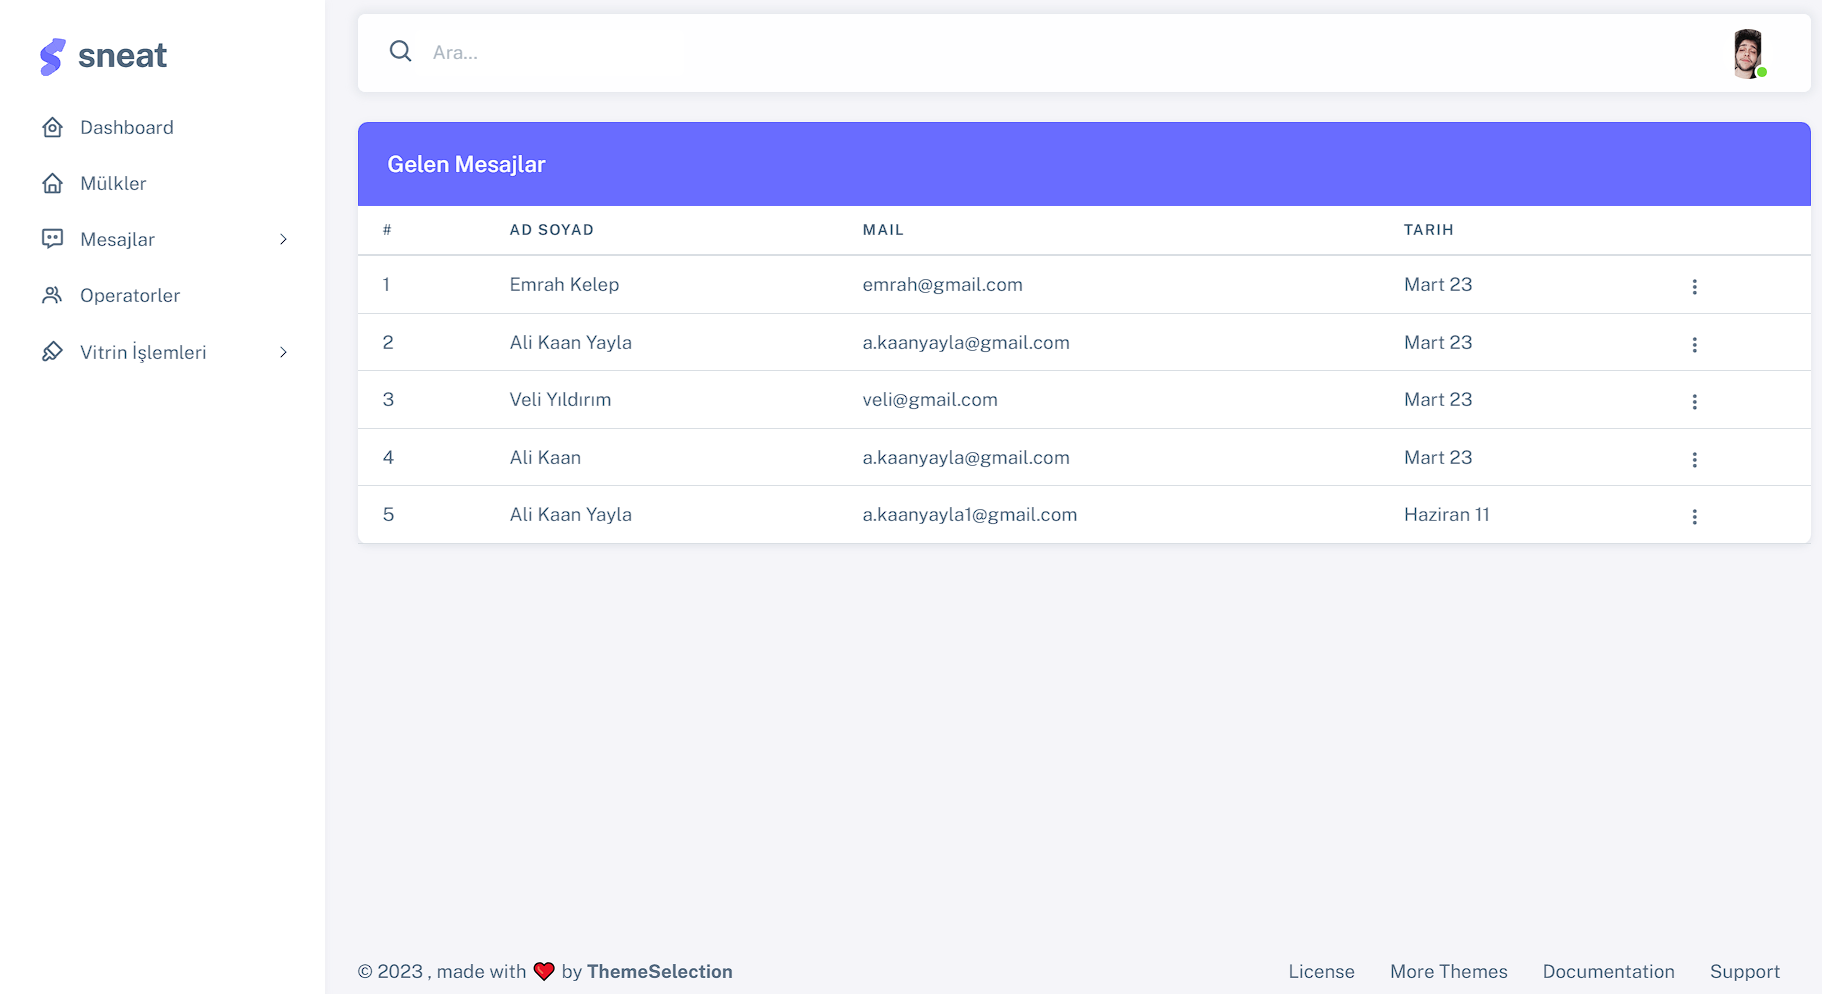 sneat
Dashboard
Mülkler
Mesajlar
Operatorler
Vitrin İşlemleri
Ara...
Gelen Mesajlar
# AD SOYAD MAIL TARIH
1 Emrah Kelep emrah@gmail.com Mart 23
2 Ali Kaan Yayla a.kaanyayla@gmail.com Mart 23
3 Veli Yıldırım veli@gmail.com Mart 23
4 Ali Kaan a.kaanyayla@gmail.com Mart 23
5 Ali Kaan Yayla a.kaanyayla1@gmail.com Haziran 11
© 2023 , made with ❤️ by ThemeSelection License More Themes Documentation Support